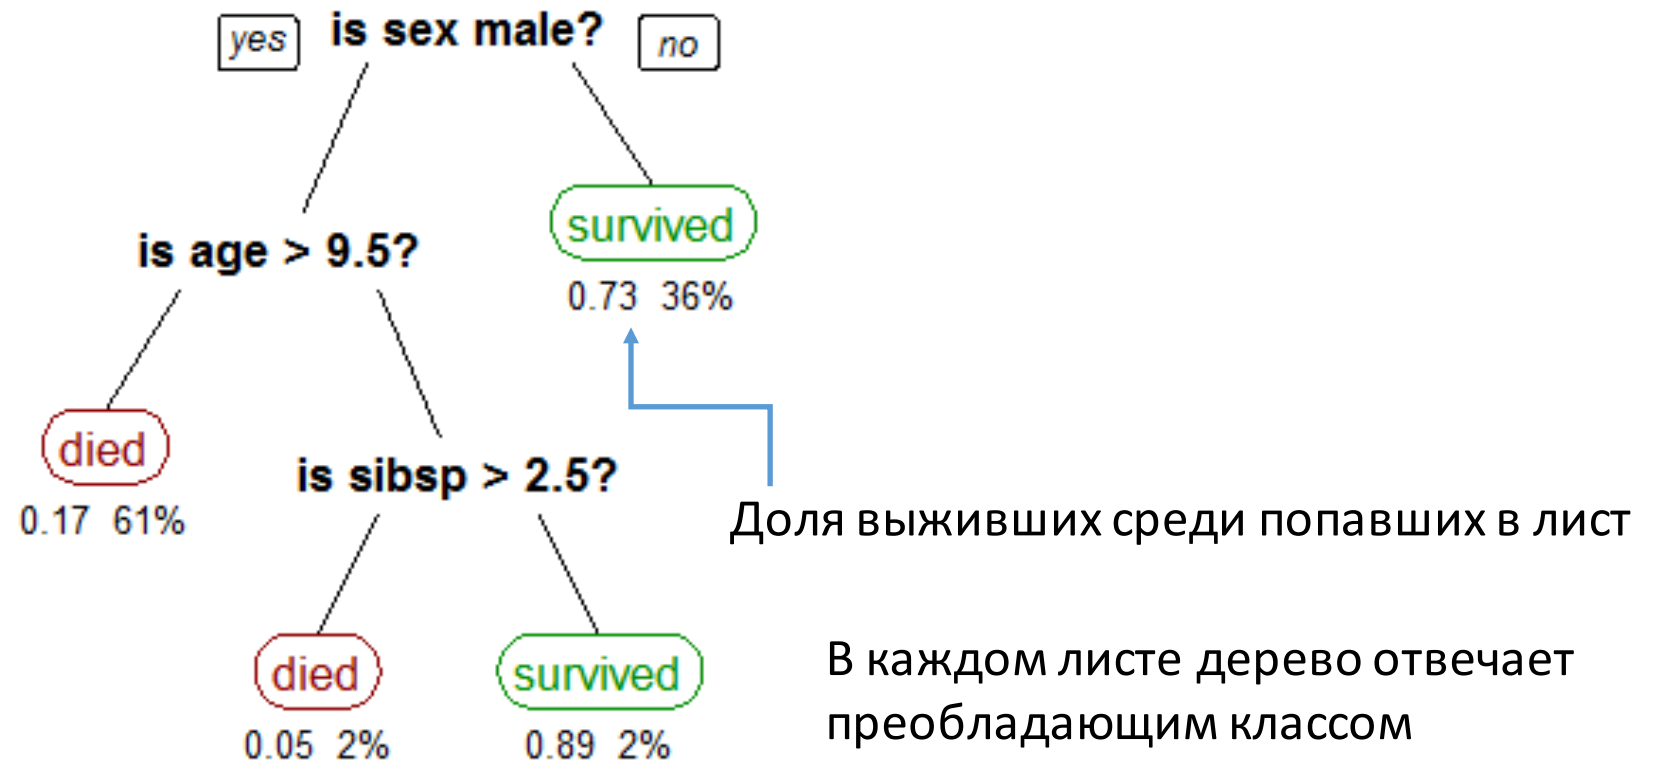 yes is sex male? no
survived
is age > 9.5?
0.73 36%
died
is sibsp > 2.5?
0.17 61%
Доля выживших среди попавших в лист
died
survived
В каждом листе дерево отвечает
преобладающим классом
0.05 2%
0.89 2%